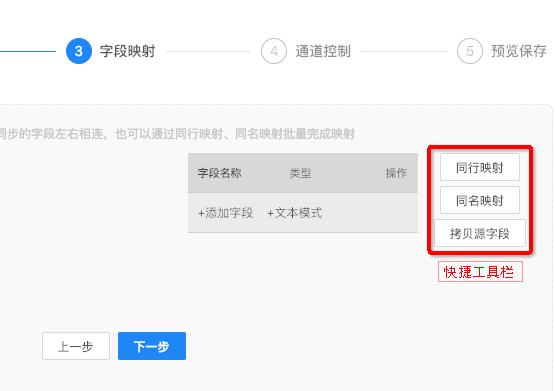 3 字段映射 4 通道控制 5 预览保存
同步的字段左右相连，也可以通过同行映射、同名映射批量完成映射
字段名称 类型 操作
+添加字段 +文本模式
同行映射
同名映射
拷贝源字段
快捷工具栏
上一步 下一步